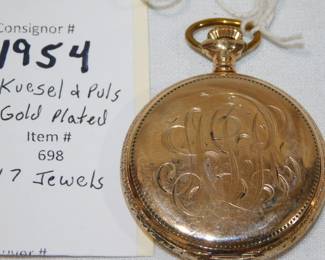 Consignor #
1954
Kuesel & Puls
Gold Plated
Item #
698
17 Jewels